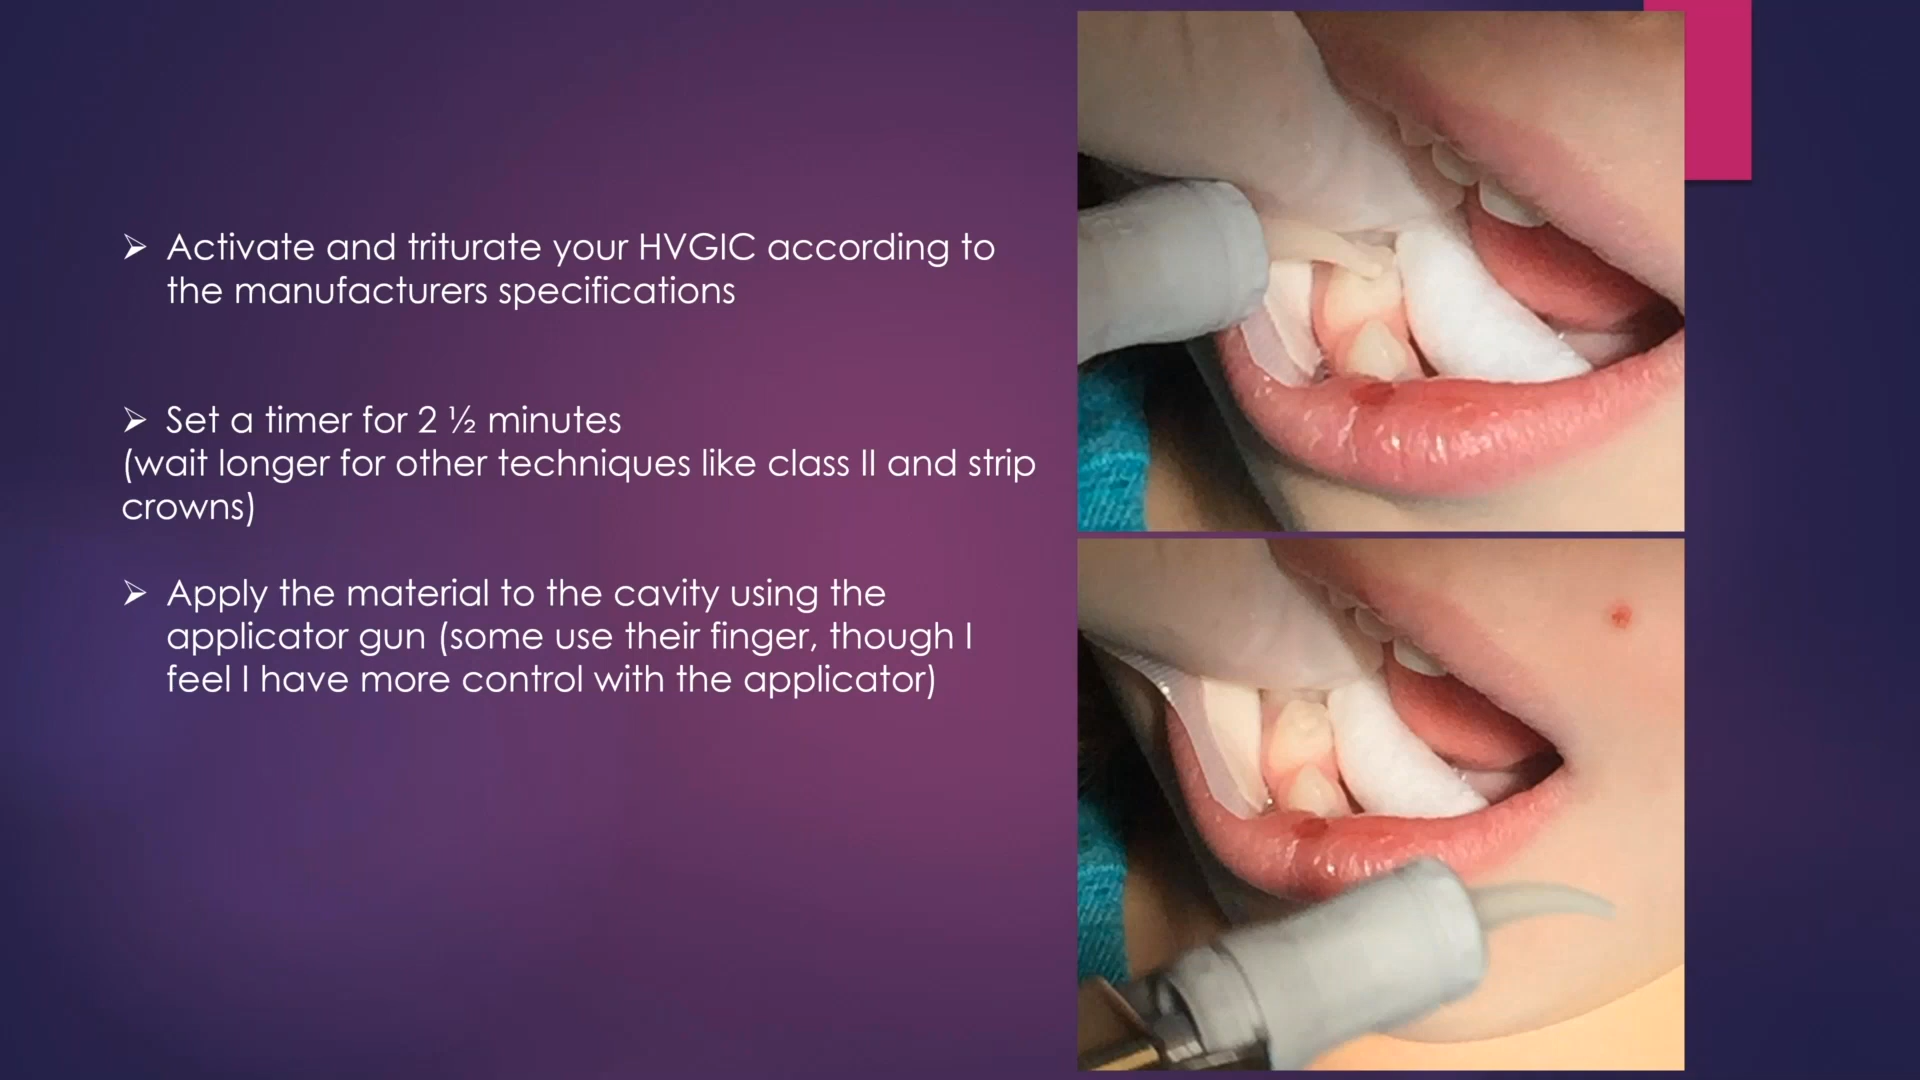 ➢ Activate and triturate your HVGIC according to
the manufacturers specifications
➢ Set a timer for 2 ½ minutes
(wait longer for other techniques like class II and strip
crowns)
➢ Apply the material to the cavity using the
applicator gun (some use their finger, though I
feel I have more control with the applicator)